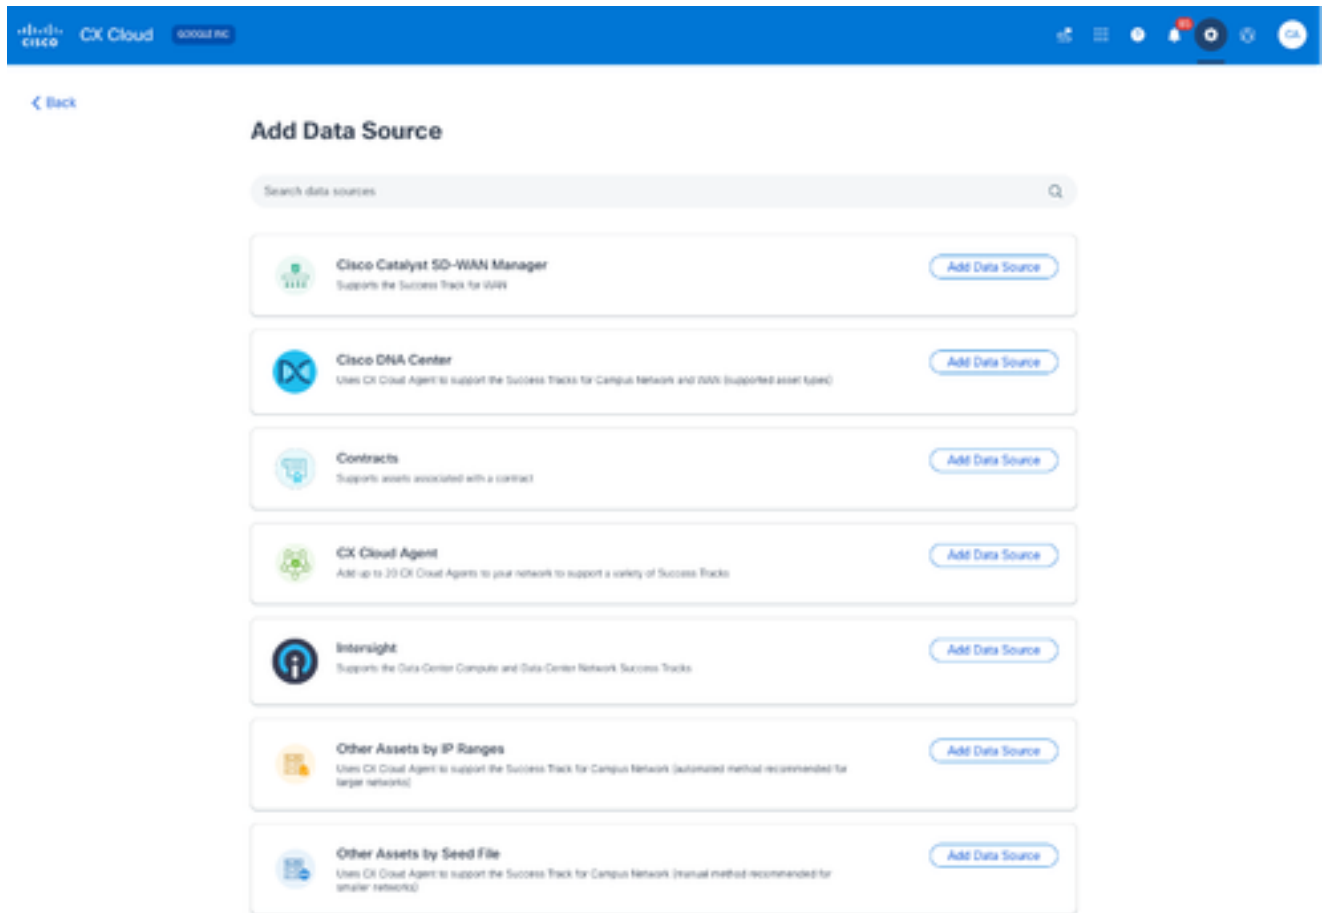 CISCO CX Cloud GOOGLE INC
Back
Add Data Source
Search data sources
Cisco Catalyst SD-WAN Manager
Supports the Success Track for WAN
Add Data Source
Cisco DNA Center
Uses CX Cloud Agent to support the Success Tracks for Campus Network and WAN (supported asset types)
Add Data Source
Contracts
Supports assets associated with a contract
Add Data Source
CX Cloud Agent
Add up to 20 CX Cloud Agents to your network to support a variety of Success Tracks
Add Data Source
Intersight
Supports the Data Center Compute and Data Center Network Success Tracks
Add Data Source
Other Assets by IP Ranges
Uses CX Cloud Agent to support the Success Track for Campus Network (automated method recommended for
larger networks)
Add Data Source
Other Assets by Seed File
Uses CX Cloud Agent to support the Success Track for Campus Network (manual method recommended for
smaller networks)
Add Data Source